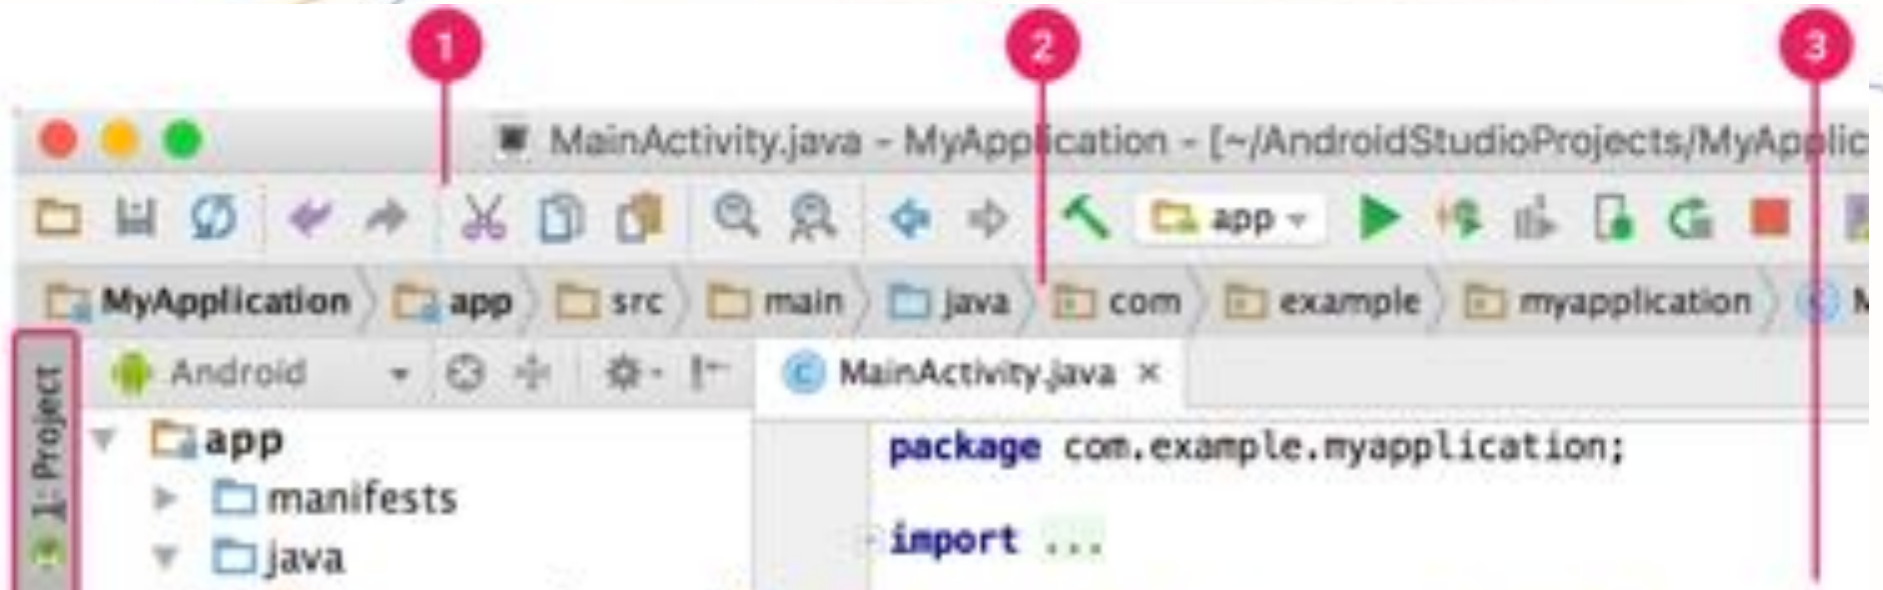 1 2 3
MainActivity.java - MyApplication - [~/AndroidStudioProjects/MyApplic
app
MyApplication app src main java com example myapplication M
1: Project
Android
MainActivity.java ×
app
manifests
java
package com.example.myapplication;
import ...